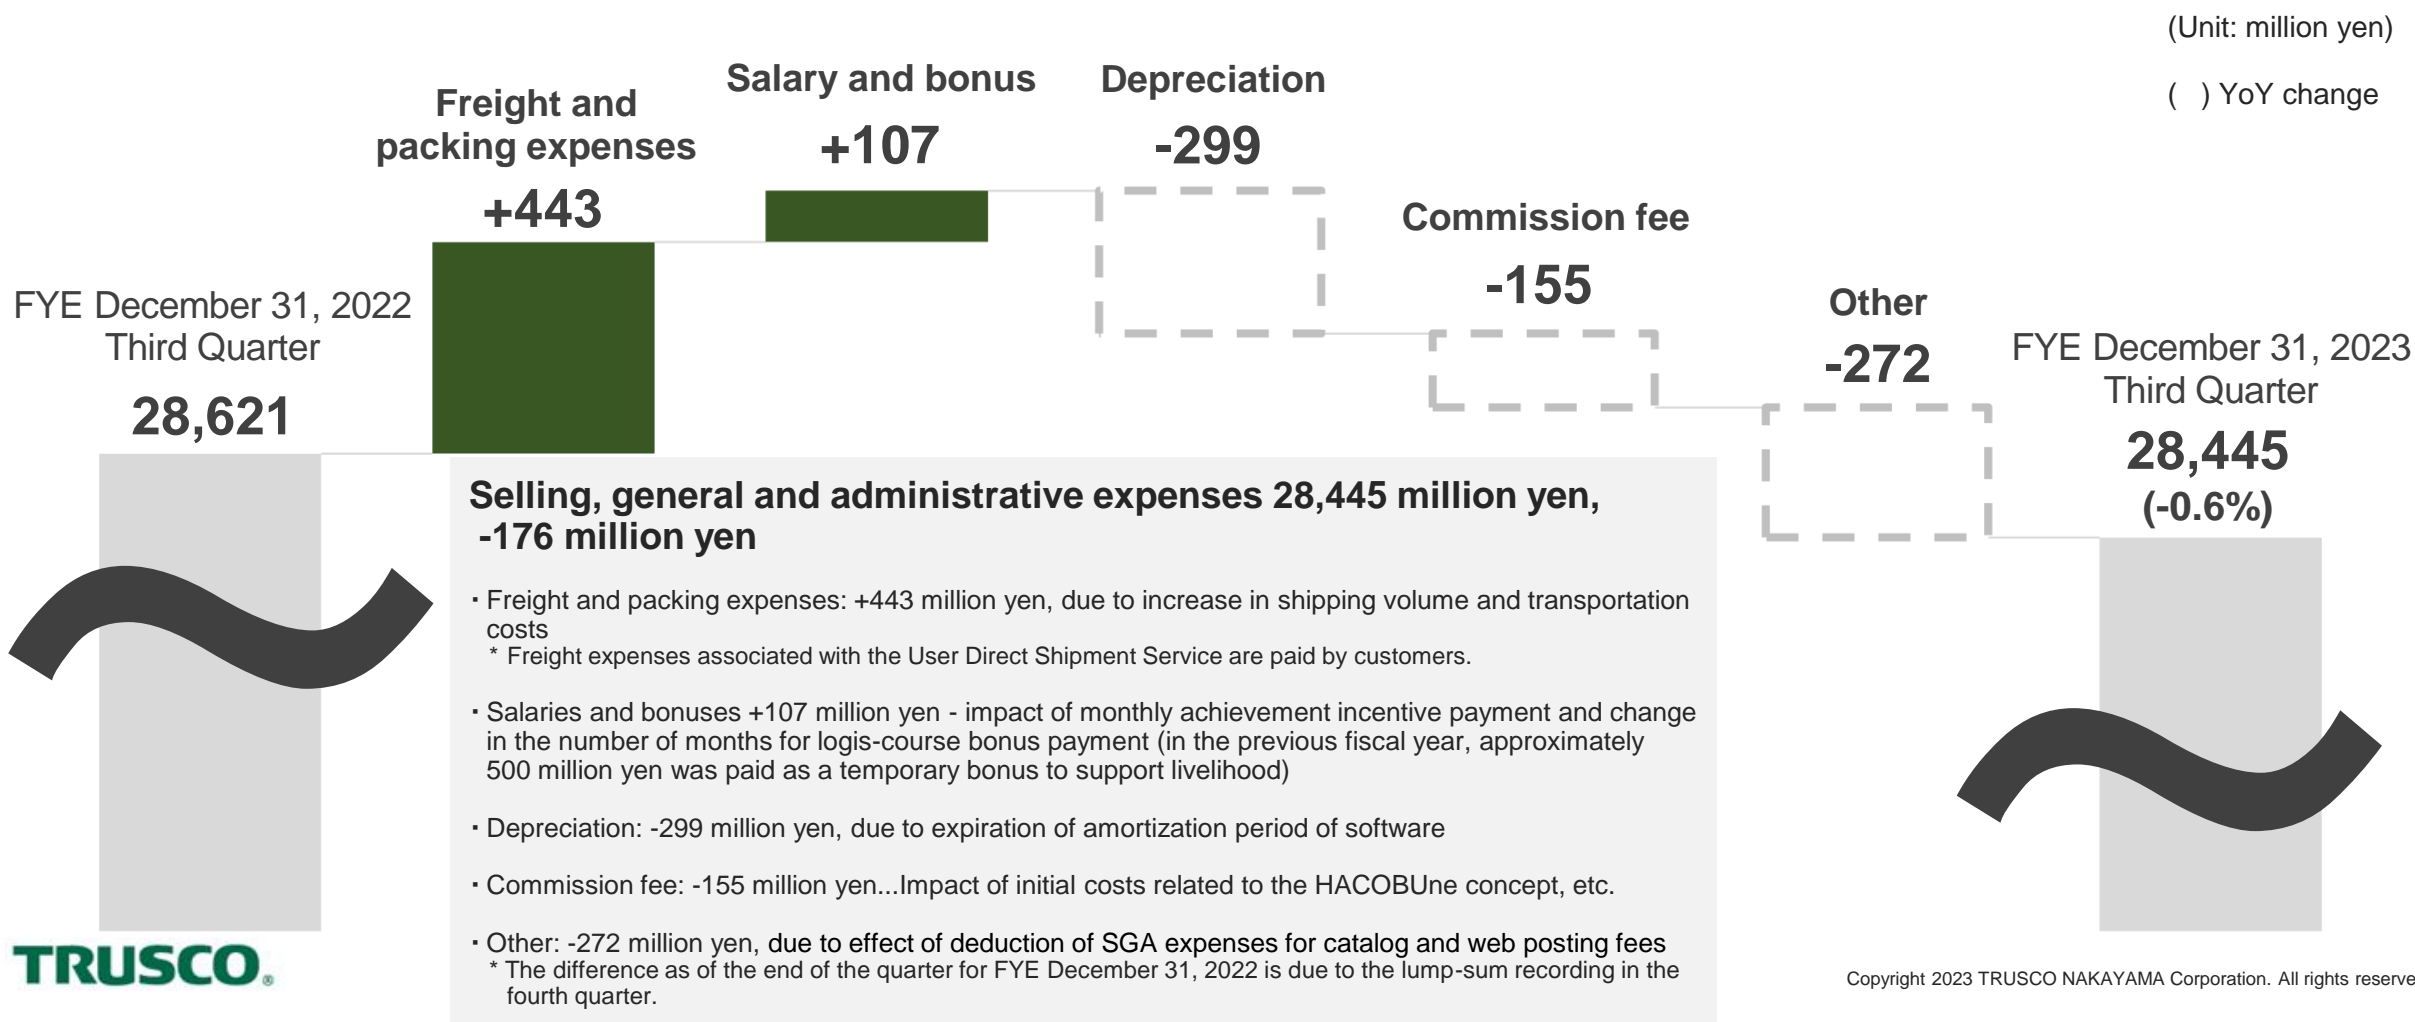 (Unit: million yen)
( ) YoY change
Freight and
packing expenses
+443
Salary and bonus
+107
Depreciation
-299
Commission fee
-155
Other
-272
FYE December 31, 2022
Third Quarter
28,621
FYE December 31, 2023
Third Quarter
28,445
(-0.6%)
Selling, general and administrative expenses 28,445 million yen,
-176 million yen
・Freight and packing expenses: +443 million yen, due to increase in shipping volume and transportation
costs
* Freight expenses associated with the User Direct Shipment Service are paid by customers.
・Salaries and bonuses +107 million yen - impact of monthly achievement incentive payment and change
in the number of months for logis-course bonus payment (in the previous fiscal year, approximately
500 million yen was paid as a temporary bonus to support livelihood)
・Depreciation: -299 million yen, due to expiration of amortization period of software
・Commission fee: -155 million yen...Impact of initial costs related to the HACOBUne concept, etc.
・Other: -272 million yen, due to effect of deduction of SGA expenses for catalog and web posting fees
* The difference as of the end of the quarter for FYE December 31, 2022 is due to the lump-sum recording in the
fourth quarter.
TRUSCO®
Copyright 2023 TRUSCO NAKAYAMA Corporation. All rights reserve